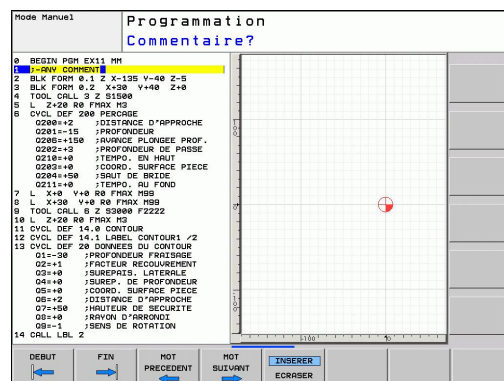 Mode Manuel
Programmation
Commentaire?
0 BEGIN PGM EX11 MM
1 ;-ANY COMMENT
2 BLK FORM 0.1 Z X-135 Y-40 Z-5
3 BLK FORM 0.2 X+30 Y+40 Z+0
4 TOOL CALL 3 Z S1500
5 L Z+20 R0 FMAX M3
6 CYCL DEF 200 PERCAGE
Q200=+2 ;DISTANCE D'APPROCHE
Q201=-15 ;PROFONDEUR
Q206=+150 ;AVANCE PLONGEE PROF.
Q202=+3 ;PROFONDEUR DE PASSE
Q210=+0 ;TEMPO. EN HAUT
Q203=+0 ;COORD. SURFACE PIECE
Q204=+50 ;SAUT DE BRIDE
Q211=+0 ;TEMPO. AU FOND
7 L X+0 Y+0 R0 FMAX M99
8 L X+30 Y+0 R0 FMAX M99
9 TOOL CALL 6 Z S3000 F2222
10 L Z+20 R0 FMAX M3
11 CYCL DEF 14.0 CONTOUR
12 CYCL DEF 14.1 LABEL CONTOUR1 /2
13 CYCL DEF 20 DONNEES DU CONTOUR
Q1=-30 ;PROFONDEUR FRAISAGE
Q2=+1 ;FACTEUR RECOUVREMENT
Q3=+0 ;SUREPAIS. LATERALE
Q4=+0 ;SUREP. DE PROFONDEUR
Q5=+0 ;COORD. SURFACE PIECE
Q6=+2 ;DISTANCE D'APPROCHE
Q7=+50 ;HAUTEUR DE SECURITE
Q8=+0 ;RAYON D'ARRONDI
Q9=-1 ;SENS DE ROTATION
14 CALL LBL 2
100
0
-100
-100
0
DEBUT
FIN
MOT PRECEDENT
MOT SUIVANT
INSERER
ECRASER